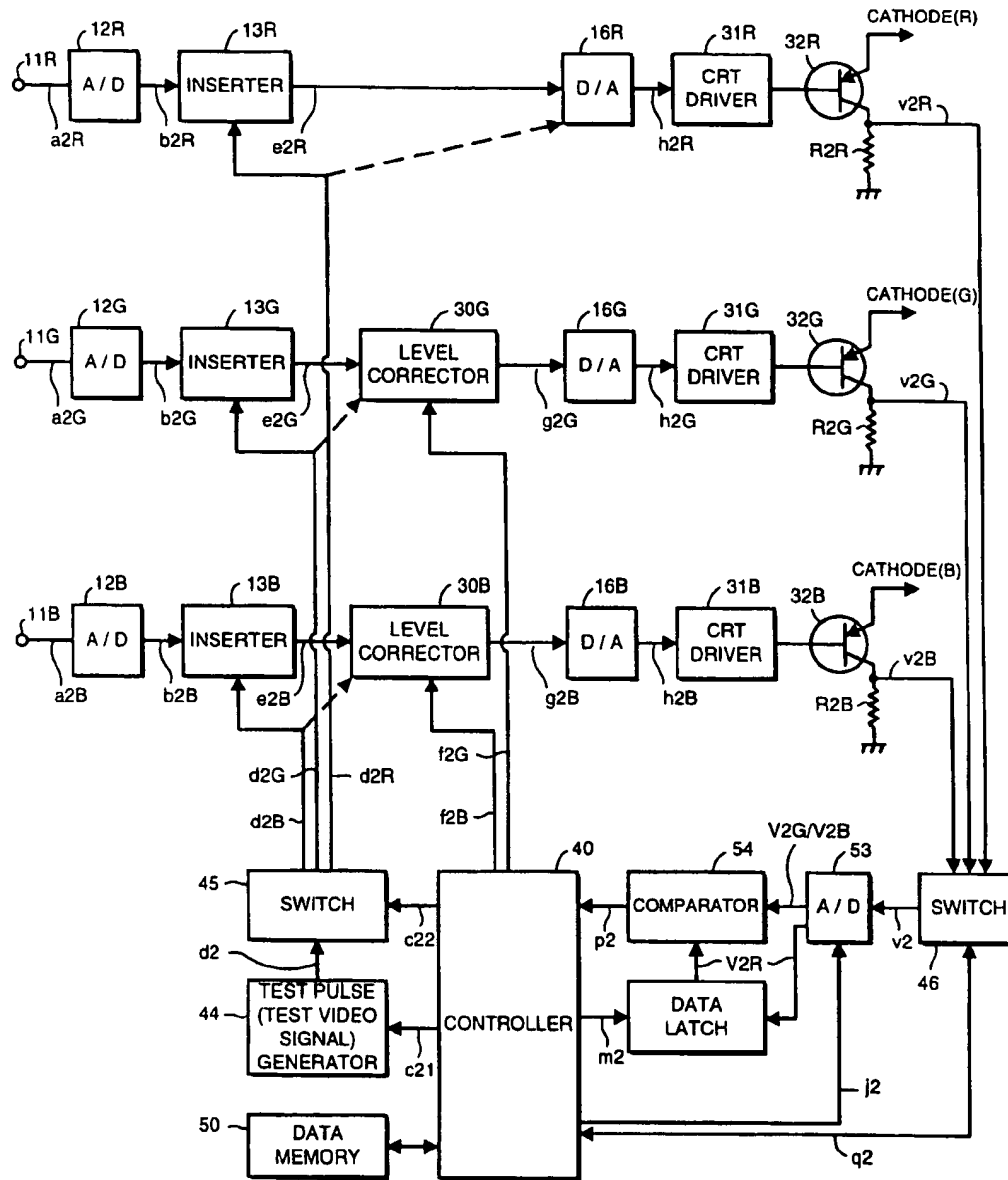 12R
13R
16R
31R
32R
CATHODE(R)
11R
A / D
INSERTER
D / A
CRT
DRIVER
a2R
b2R
e2R
h2R
v2R
R2R
12G
13G
30G
16G
31G
32G
CATHODE(G)
11G
A / D
INSERTER
LEVEL
CORRECTOR
D / A
CRT
DRIVER
a2G
b2G
e2G
g2G
h2G
v2G
R2G
12B
13B
30B
16B
31B
32B
CATHODE(B)
11B
A / D
INSERTER
LEVEL
CORRECTOR
D / A
CRT
DRIVER
a2B
b2B
e2B
g2B
h2B
v2B
R2B
d2G
d2R
d2B
f2G
f2B
45
SWITCH
c22
40
CONTROLLER
54
COMPARATOR
p2
V2G/V2B
53
A / D
v2
SWITCH
46
d2
V2R
44
TEST PULSE
(TEST VIDEO
SIGNAL)
GENERATOR
c21
DATA
LATCH
m2
j2
50
DATA
MEMORY
q2